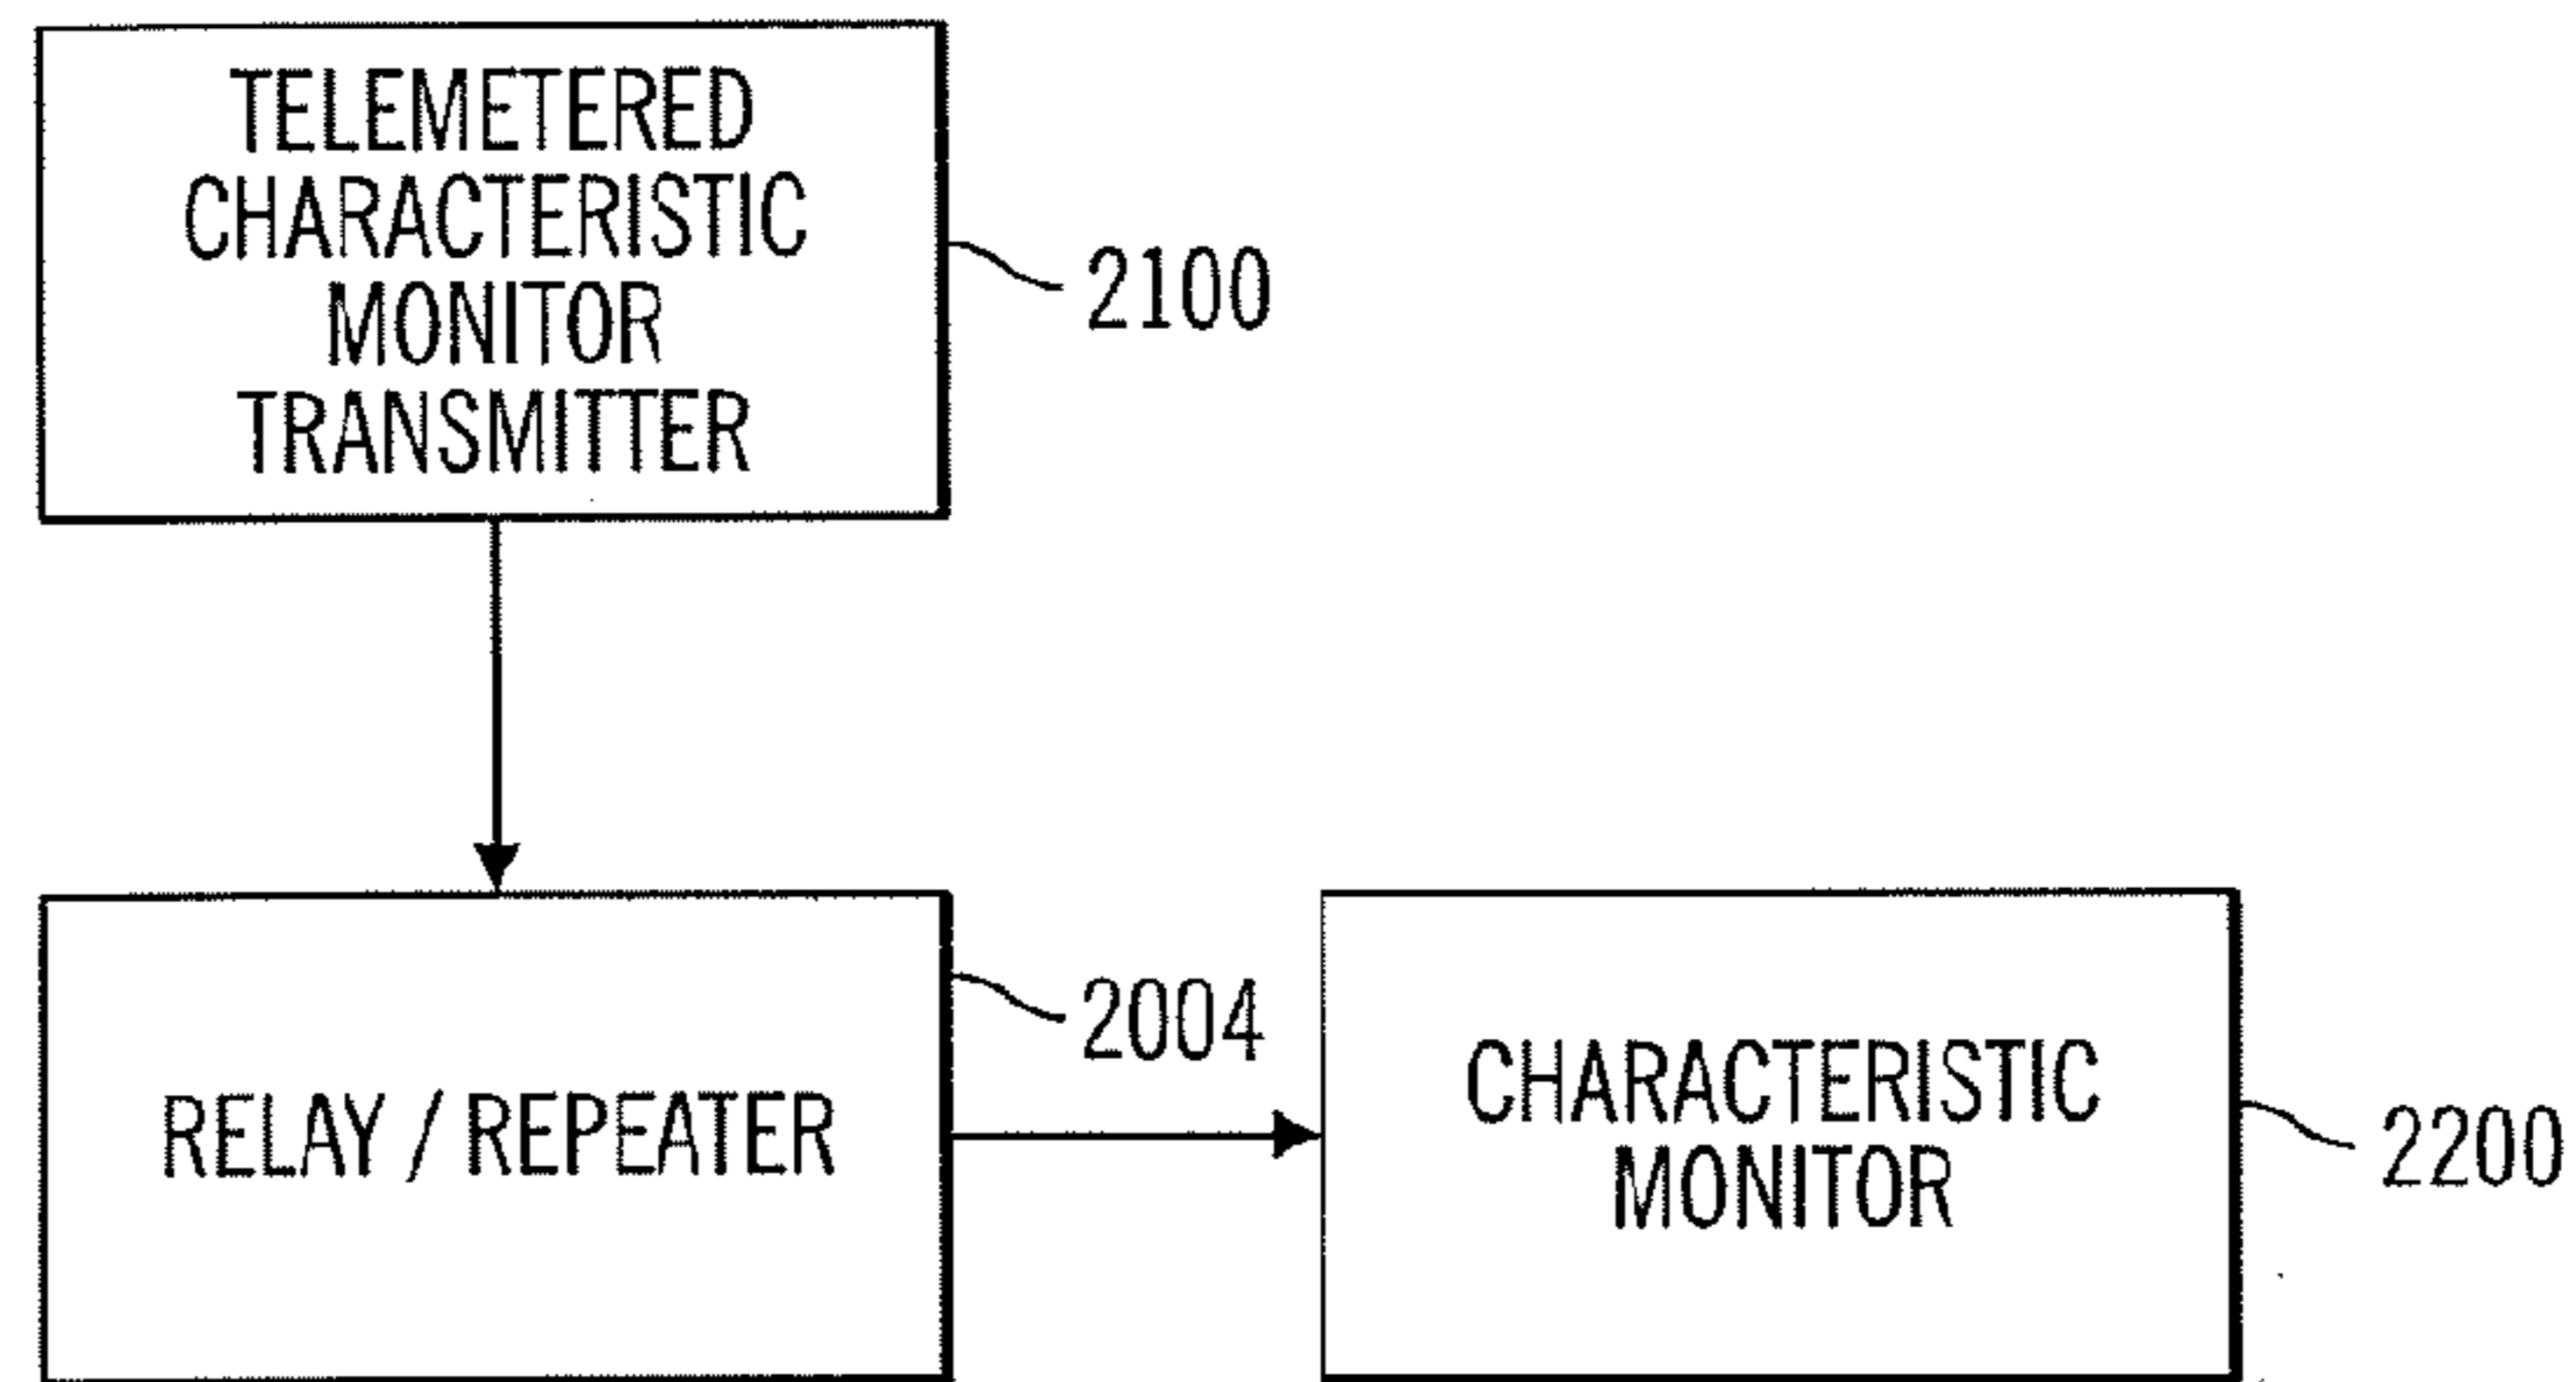 TELEMETERED
CHARACTERISTIC
MONITOR
TRANSMITTER
2100
RELAY / REPEATER
2004
CHARACTERISTIC
MONITOR
2200